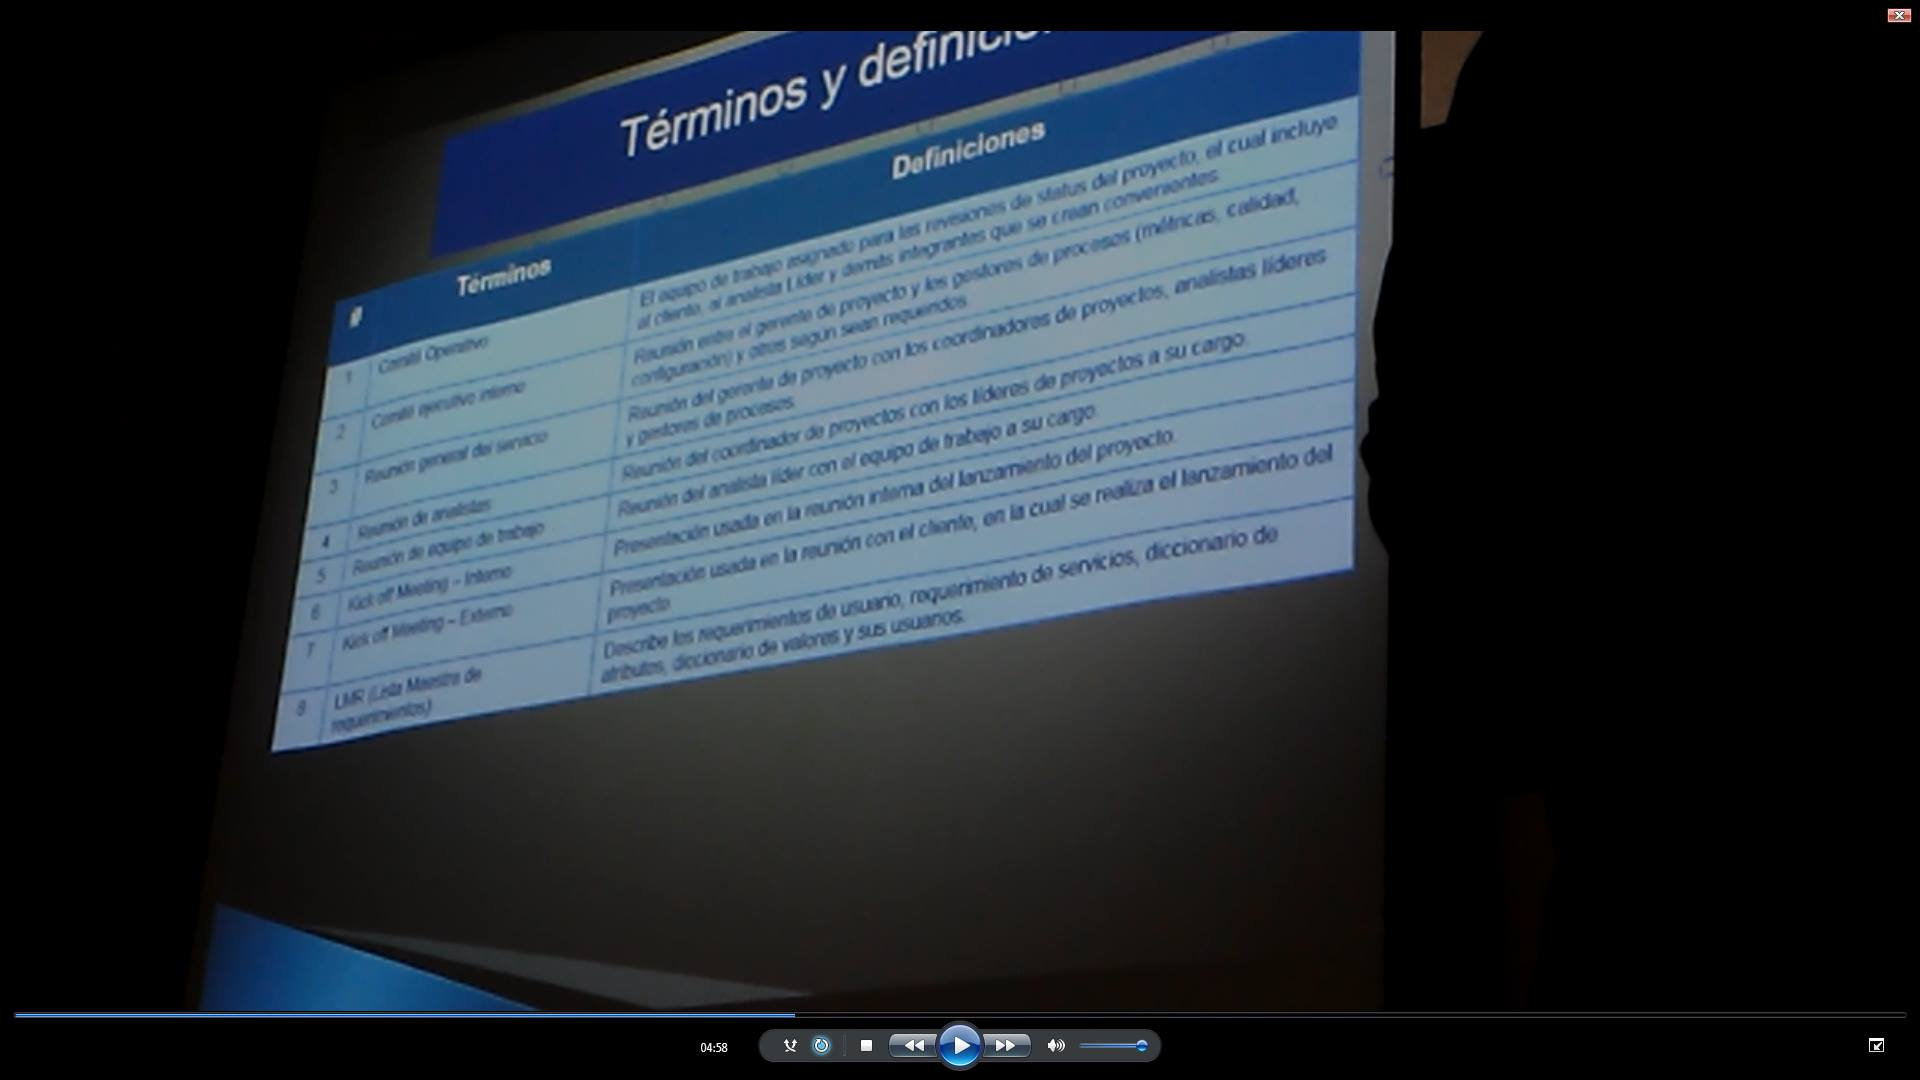 Términos y
Términos
Definiciones
1
Comité Operativo
El equipo de trabajo asignado para las revisiones de status del proyecto, el cual incluye
al cliente, al analista Líder y demás integrantes que se crean convenientes.
2
Comité ejecutivo interno
Reunión entre el gerente de proyecto y los gestores de procesos (métricas, calidad,
configuración) y otros según sean requeridos.
3
Reunión general del servicio
Reunión del gerente de proyecto con los coordinadores de proyectos, analistas líderes
y gestores de procesos.
4
Reunión de analistas
Reunión del coordinador de proyectos con los líderes de proyectos a su cargo.
5
Reunión de equipo de trabajo
Reunión del analista líder con el equipo de trabajo a su cargo.
6
Kick off Meeting – Interno
Presentación usada en la reunión interna del lanzamiento del proyecto.
7
Kick off Meeting – Externo
Presentación usada en la reunión con el cliente, en la cual se realiza el lanzamiento del
proyecto.
8
LMR (Lista Maestra de
requerimientos)
Describe los requerimientos de usuario, requerimiento de servicios, diccionario de
atributos, diccionario de valores y sus usuarios.
04:58